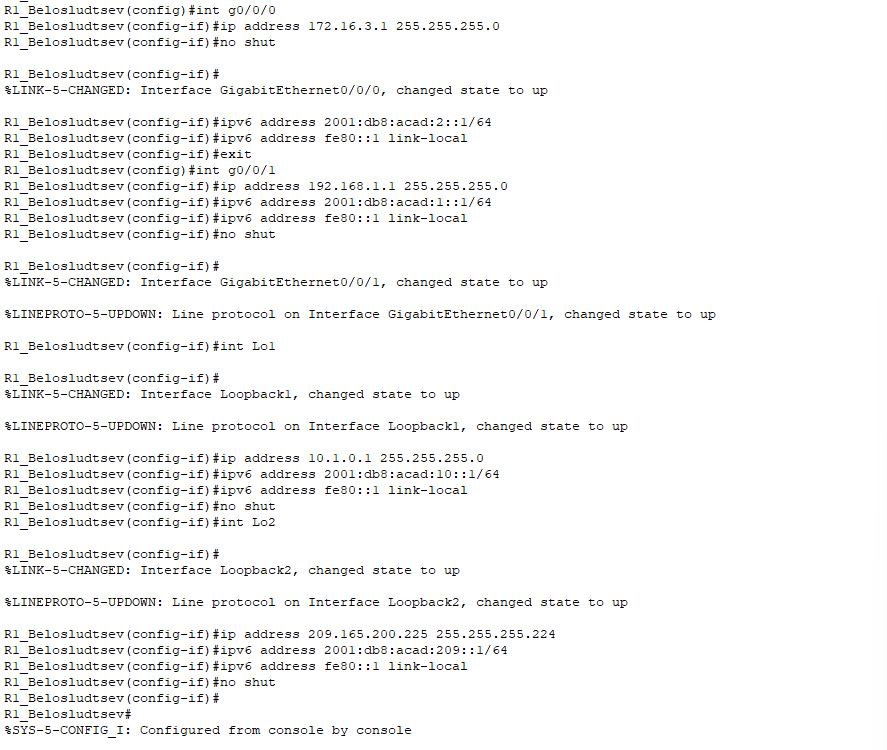 R1_Belosludtsev(config)#int g0/0/0
R1_Belosludtsev(config-if)#ip address 172.16.3.1 255.255.255.0
R1_Belosludtsev(config-if)#no shut
R1_Belosludtsev(config-if)#
%LINK-5-CHANGED: Interface GigabitEthernet0/0/0, changed state to up
R1_Belosludtsev(config-if)#ipv6 address 2001:db8:acad:2::1/64
R1_Belosludtsev(config-if)#ipv6 address fe80::1 link-local
R1_Belosludtsev(config-if)#exit
R1_Belosludtsev(config)#int g0/0/1
R1_Belosludtsev(config-if)#ip address 192.168.1.1 255.255.255.0
R1_Belosludtsev(config-if)#ipv6 address 2001:db8:acad:1::1/64
R1_Belosludtsev(config-if)#ipv6 address fe80::1 link-local
R1_Belosludtsev(config-if)#no shut
R1_Belosludtsev(config-if)#
%LINK-5-CHANGED: Interface GigabitEthernet0/0/1, changed state to up
%LINEPROTO-5-UPDOWN: Line protocol on Interface GigabitEthernet0/0/1, changed state to up
R1_Belosludtsev(config-if)#int Lo1
R1_Belosludtsev(config-if)#
%LINK-5-CHANGED: Interface Loopback1, changed state to up
%LINEPROTO-5-UPDOWN: Line protocol on Interface Loopback1, changed state to up
R1_Belosludtsev(config-if)#ip address 10.1.0.1 255.255.255.0
R1_Belosludtsev(config-if)#ipv6 address 2001:db8:acad:10::1/64
R1_Belosludtsev(config-if)#ipv6 address fe80::1 link-local
R1_Belosludtsev(config-if)#no shut
R1_Belosludtsev(config-if)#int Lo2
R1_Belosludtsev(config-if)#
%LINK-5-CHANGED: Interface Loopback2, changed state to up
%LINEPROTO-5-UPDOWN: Line protocol on Interface Loopback2, changed state to up
R1_Belosludtsev(config-if)#ip address 209.165.200.225 255.255.255.224
R1_Belosludtsev(config-if)#ipv6 address 2001:db8:acad:209::1/64
R1_Belosludtsev(config-if)#ipv6 address fe80::1 link-local
R1_Belosludtsev(config-if)#no shut
R1_Belosludtsev(config-if)#
R1_Belosludtsev#
%SYS-5-CONFIG_I: Configured from console by console